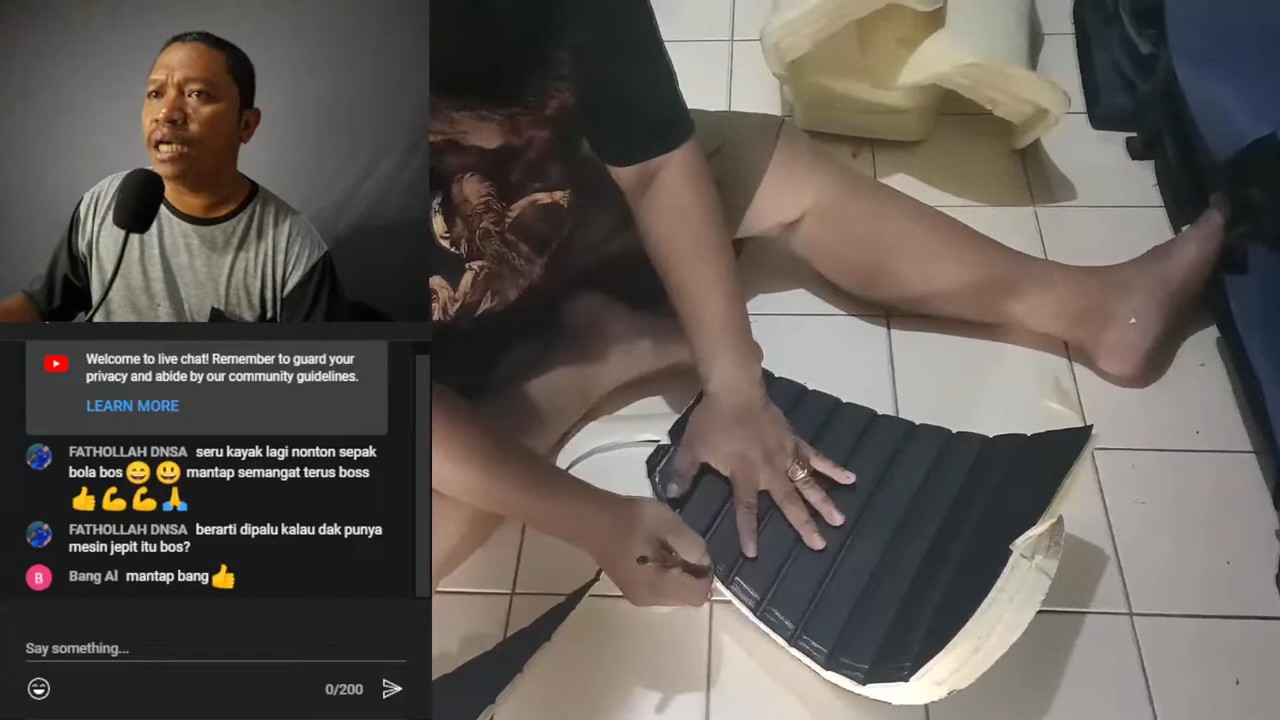 Welcome to live chat! Remember to guard your
privacy and abide by our community guidelines.
LEARN MORE
FATHOLLAH DNSA seru kayak lagi nonton sepak
bola bos😄😃 mantap semangat terus boss
👍💪💪🙏
FATHOLLAH DNSA berarti dipalu kalau dak punya
mesin jepit itu bos?
B Bang Al mantap bang👍
Say something...
0/200